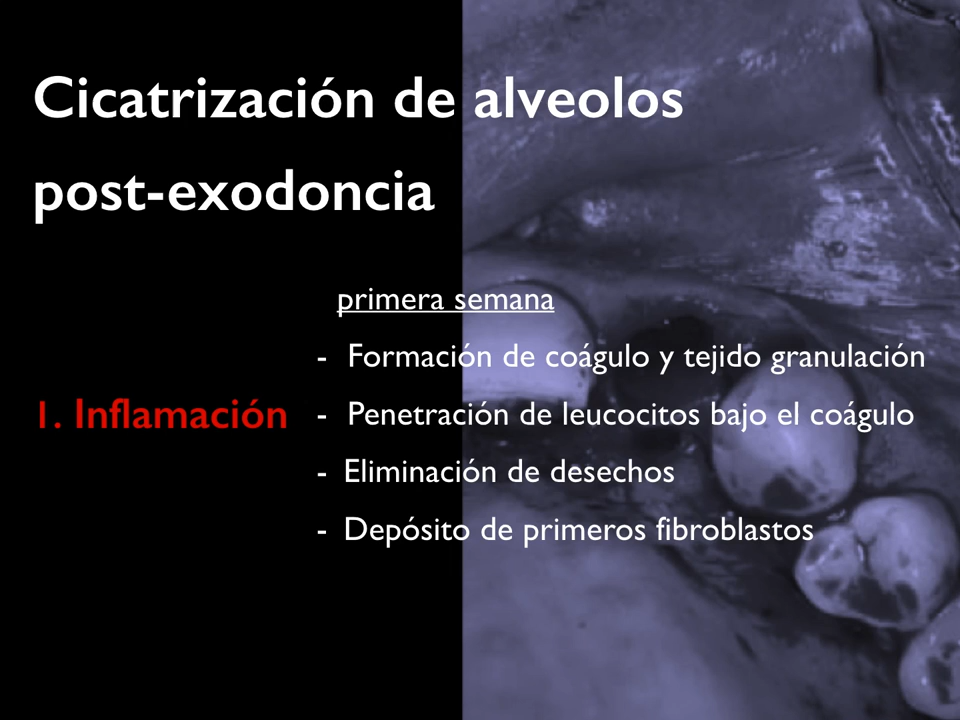 Cicatrización de alveolos
post-exodoncia
primera semana
- Formación de coágulo y tejido granulación
1. Inflamación
- Penetración de leucocitos bajo el coágulo
- Eliminación de desechos
- Depósito de primeros fibroblastos